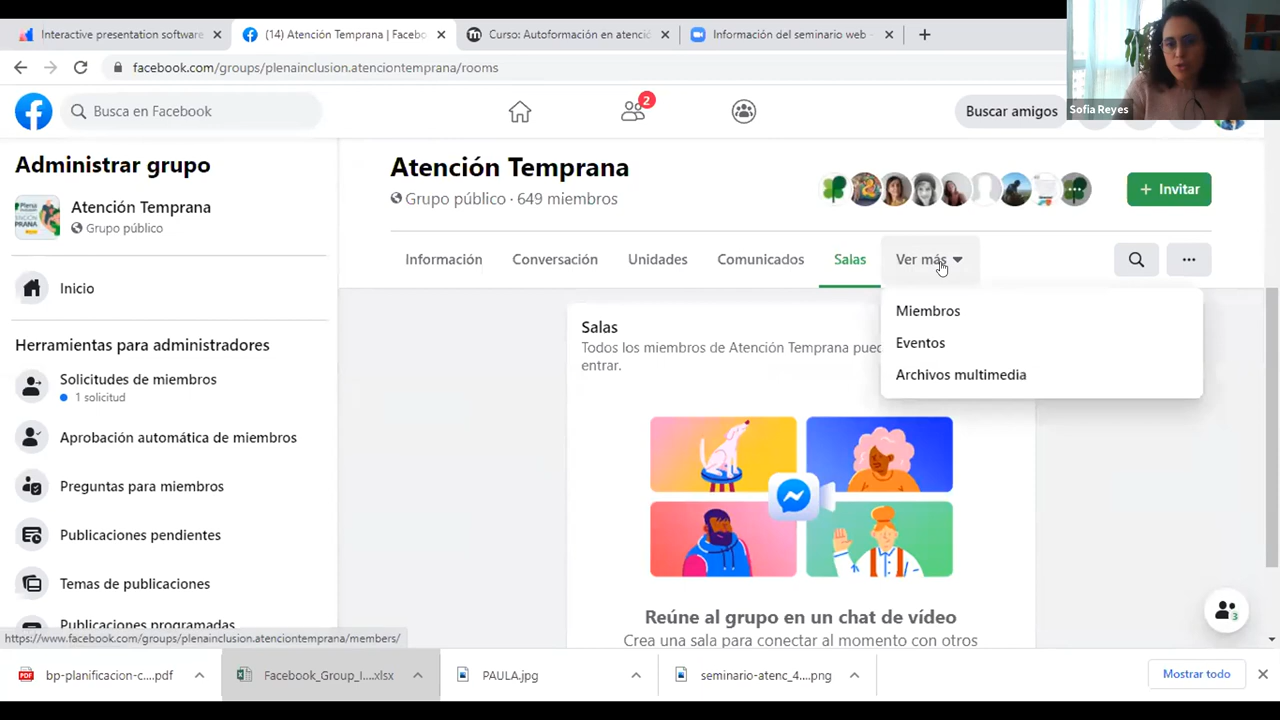 Interactive presentation software
(14) Atención Temprana | Facebo
Curso: Autoformación en atenci
Información del seminario web -
facebook.com/groups/plenainclusion.atenciontemprana/rooms
Sofia Reyes
Busca en Facebook
2
Buscar amigos
Administrar grupo
Atención Temprana
Grupo público
Inicio
Herramientas para administradores
Solicitudes de miembros
1 solicitud
Aprobación automática de miembros
Preguntas para miembros
Publicaciones pendientes
Temas de publicaciones
Publicaciones programadas
https://www.facebook.com/groups/plenainclusion.atenciontemprana/members/
Atención Temprana
Grupo público · 649 miembros
+ Invitar
Información
Conversación
Unidades
Comunicados
Salas
Ver más
Miembros
Eventos
Archivos multimedia
Salas
Todos los miembros de Atención Temprana pued
entrar.
Reúne al grupo en un chat de vídeo
Crea una sala para conectar al momento con otros
3
bp-planificacion-c....pdf
Facebook_Group_I....xlsx
PAULA.jpg
seminario-atenc_4....png
Mostrar todo